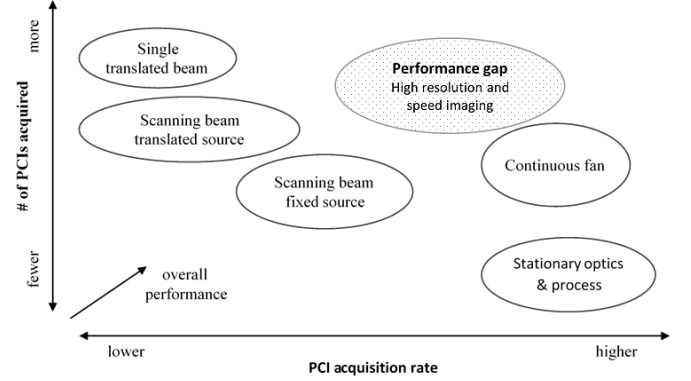 more
# of PCIs acquired
fewer
Single
translated beam
Scanning beam
translated source
Scanning beam
fixed source
Performance gap
High resolution and
speed imaging
Continuous fan
Stationary optics
& process
overall
performance
lower
higher
PCI acquisition rate